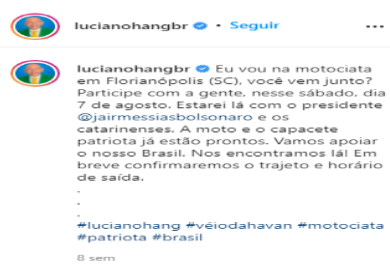 lucianohangbr • Seguir
lucianohangbr Eu vou na motociata
em Florianópolis (SC), você vem junto?
Participe com a gente, nesse sábado, dia
7 de agosto. Estarei lá com o presidente
@jairmessiasbolsonaro e os
catarinenses. A moto e o capacete
patriota já estão prontos. Vamos apoiar
o nosso Brasil. Nos encontramos lá! Em
breve confirmaremos o trajeto e horário
de saída.
.
.
.
#lucianohang #véiodahavan #motociata
#patriota #brasil
8 sem